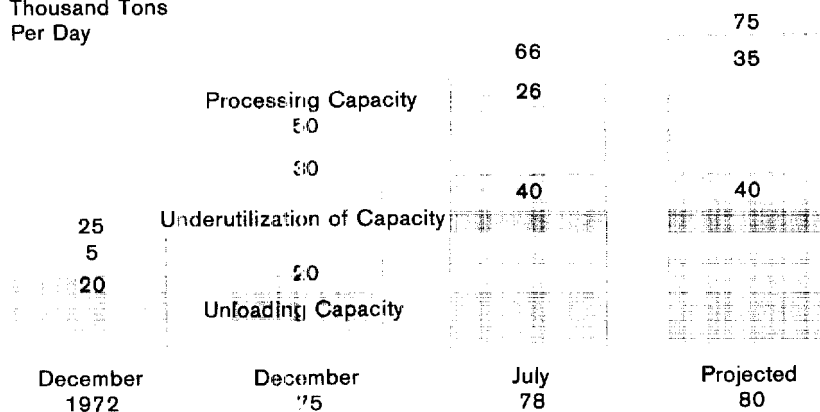 Thousand Tons
Per Day
75
66
35
Processing Capacity
26
50
30
40
40
25
Underutilization of Capacity
5
20
20
Unloading Capacity
December
December
July
Projected
1972
75
78
80